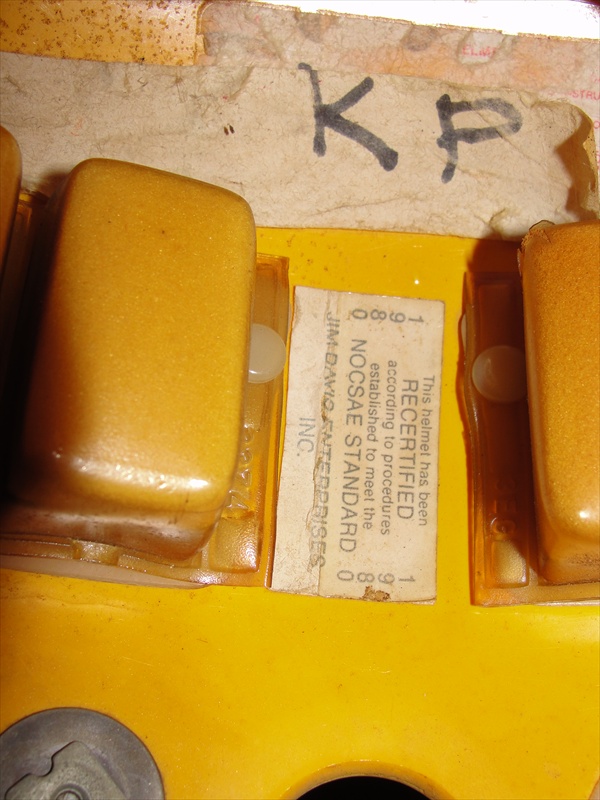 K P
1 This helmet has been
9 RECERTIFIED 1
according to procedures 9
8 established to meet the 8
0 NOCSAE STANDARD 0
JIM DAVIS ENTERPRISES
INC.